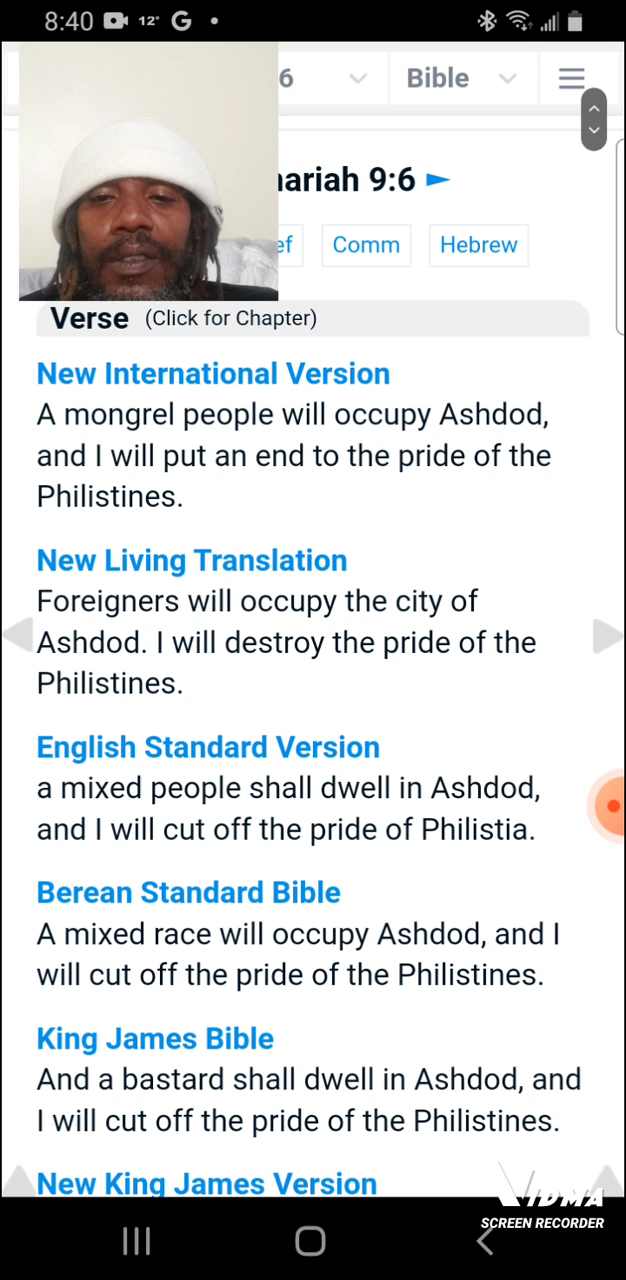 8:40 12° G
6 Bible
ariah 9:6
ef Comm Hebrew
Verse (Click for Chapter)
New International Version
A mongrel people will occupy Ashdod,
and I will put an end to the pride of the
Philistines.
New Living Translation
Foreigners will occupy the city of
Ashdod. I will destroy the pride of the
Philistines.
English Standard Version
a mixed people shall dwell in Ashdod,
and I will cut off the pride of Philistia.
Berean Standard Bible
A mixed race will occupy Ashdod, and I
will cut off the pride of the Philistines.
King James Bible
And a bastard shall dwell in Ashdod, and
I will cut off the pride of the Philistines.
New King James Version
VIDMA
SCREEN RECORDER